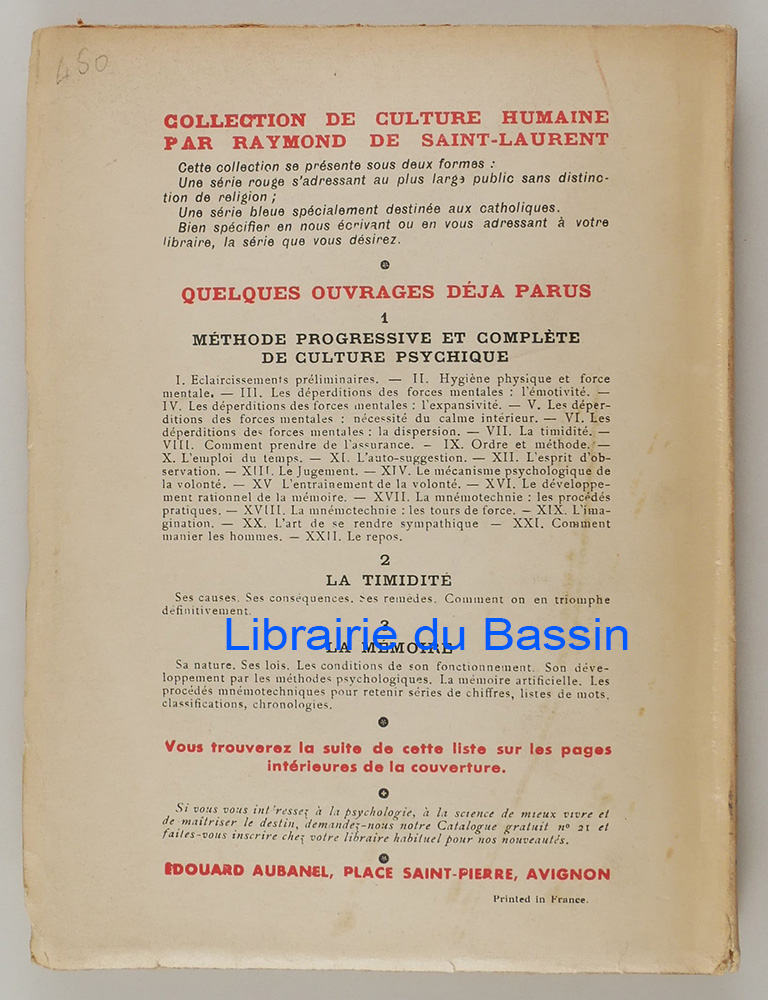 450
COLLECTION DE CULTURE HUMAINE
PAR RAYMOND DE SAINT-LAURENT
Cette collection se présente sous deux formes :
Une série rouge s'adressant au plus large public sans distinc-
tion de religion ;
Une série bleue spécialement destinée aux catholiques.
Bien spécifier en nous écrivant ou en vous adressant à votre
libraire, la série que vous désirez.
QUELQUES OUVRAGES DÉJA PARUS
1
MÉTHODE PROGRESSIVE ET COMPLÈTE
DE CULTURE PSYCHIQUE
I. Eclaircissements préliminaires. — II. Hygiène physique et force
mentale. — III. Les déperditions des forces mentales : l'émotivité. —
IV. Les déperditions des forces mentales : l'expansivité. — V. Les déper-
ditions des forces mentales : nécessité du calme intérieur. — VI. Les
déperditions des forces mentales : la dispersion. — VII. La timidité. —
VIII. Comment prendre de l'assurance. — IX. Ordre et méthode. —
X. L'emploi du temps. — XI. L'auto-suggestion. — XII. L'esprit d'ob-
servation. — XIII. Le Jugement. — XIV. Le mécanisme psychologique de
la volonté. — XV L'entraînement de la volonté. — XVI. Le développe-
ment rationnel de la mémoire. — XVII. La mnémotechnie : les procédés
pratiques. — XVIII. La mnémotechnie : les tours de force. — XIX. L'ima-
gination. — XX. L'art de se rendre sympathique — XXI. Comment
manier les hommes. — XXII. Le repos.
2
LA TIMIDITÉ
Ses causes. Ses conséquences. Ses remèdes. Comment on en triomphe
définitivement.
3
Librairie du Bassin
LA MÉMOIRE
Sa nature. Ses lois. Les conditions de son fonctionnement. Son déve-
loppement par les méthodes psychologiques. La mémoire artificielle. Les
procédés mnémotechniques pour retenir séries de chiffres, listes de mots,
classifications, chronologies.
Vous trouverez la suite de cette liste sur les pages
intérieures de la couverture.
Si vous vous intéressez à la psychologie, à la science de mieux vivre et
de maîtriser le destin, demandez-nous notre Catalogue gratuit nº 21 et
faites-vous inscrire chez votre libraire habituel pour nos nouveautés.
ÉDOUARD AUBANEL, PLACE SAINT-PIERRE, AVIGNON
Printed in France.